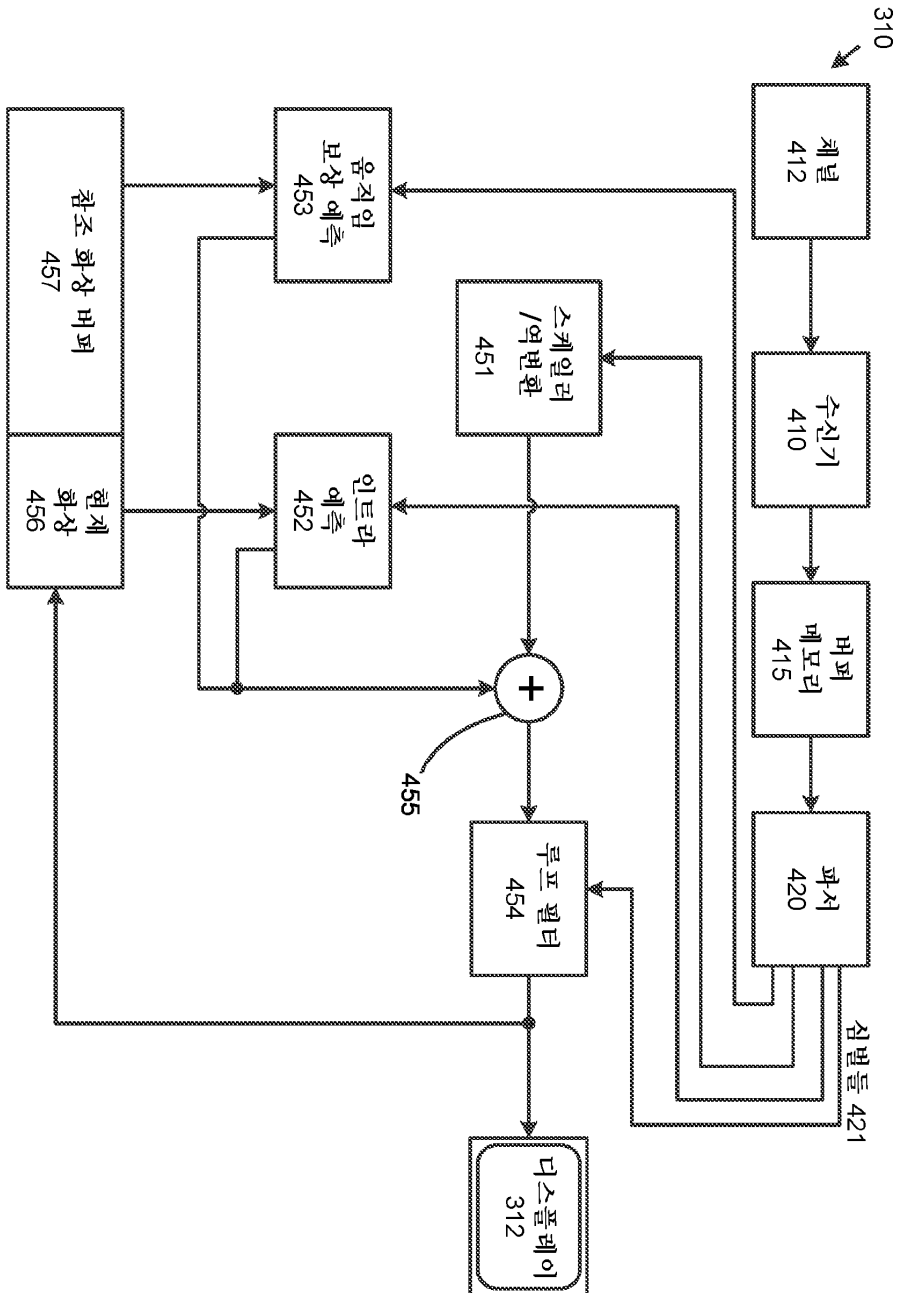 310
채널
412
수신기
410
버퍼
메모리
415
파서
420
심벌들 421
스케일러
/역변환
451
455
루프 필터
454
디스플레이
312
움직임
보상 예측
453
인트라
예측
452
참조 화상 버퍼
457
현재
화상
456
+